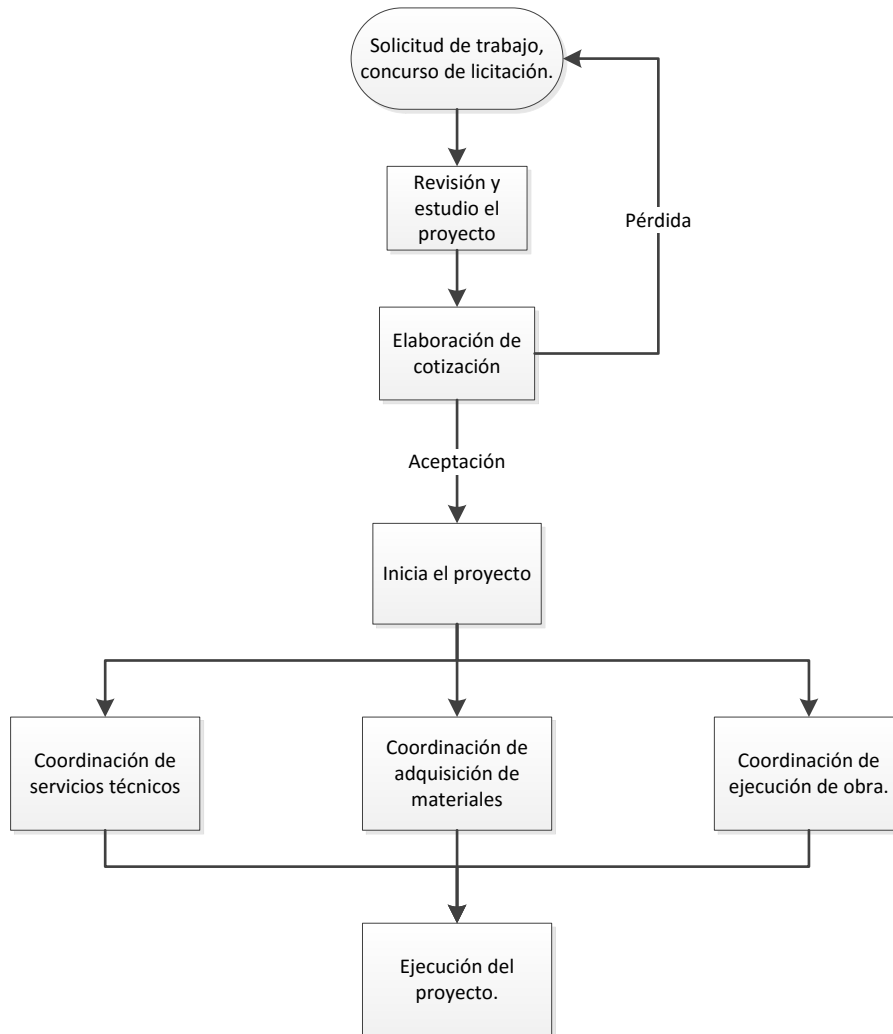 Solicitud de trabajo,
concurso de licitación.
Revisión y
estudio el
proyecto
Pérdida
Elaboración de
cotización
Aceptación
Inicia el proyecto
Coordinación de
servicios técnicos
Coordinación de
adquisición de
materiales
Coordinación de
ejecución de obra.
Ejecución del
proyecto.